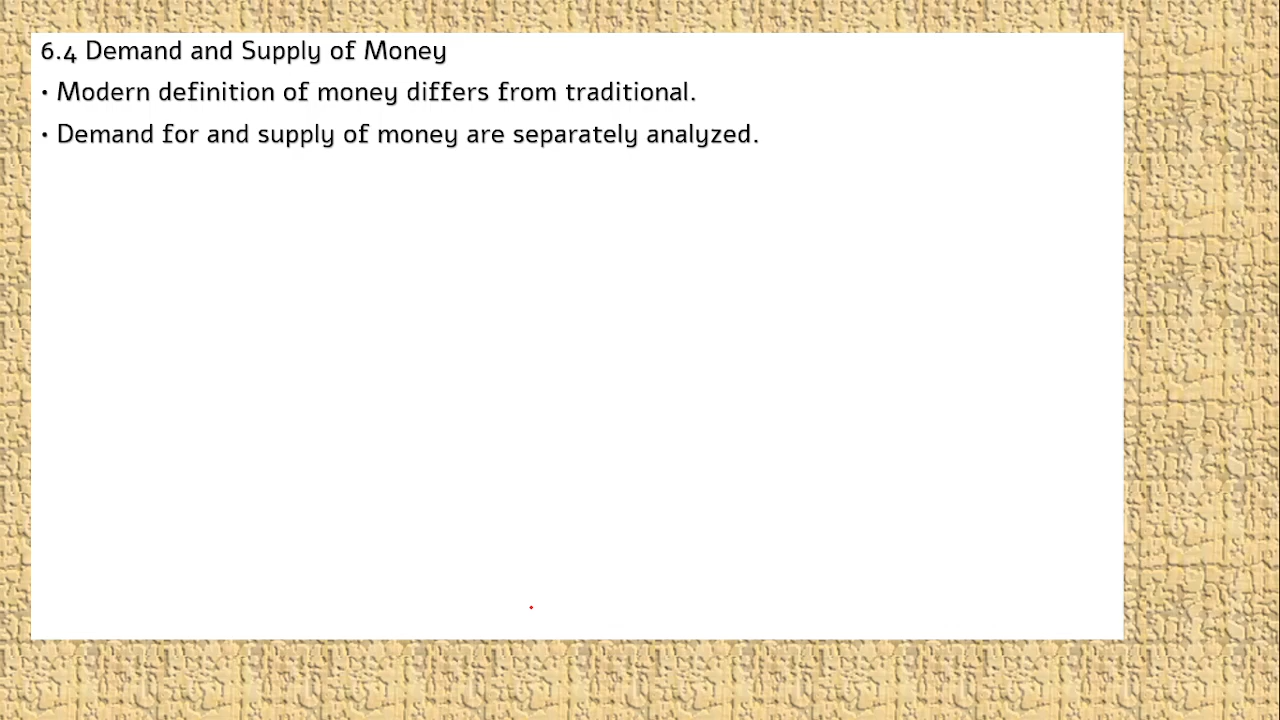 6.4 Demand and Supply of Money
• Modern definition of money differs from traditional.
• Demand for and supply of money are separately analyzed.